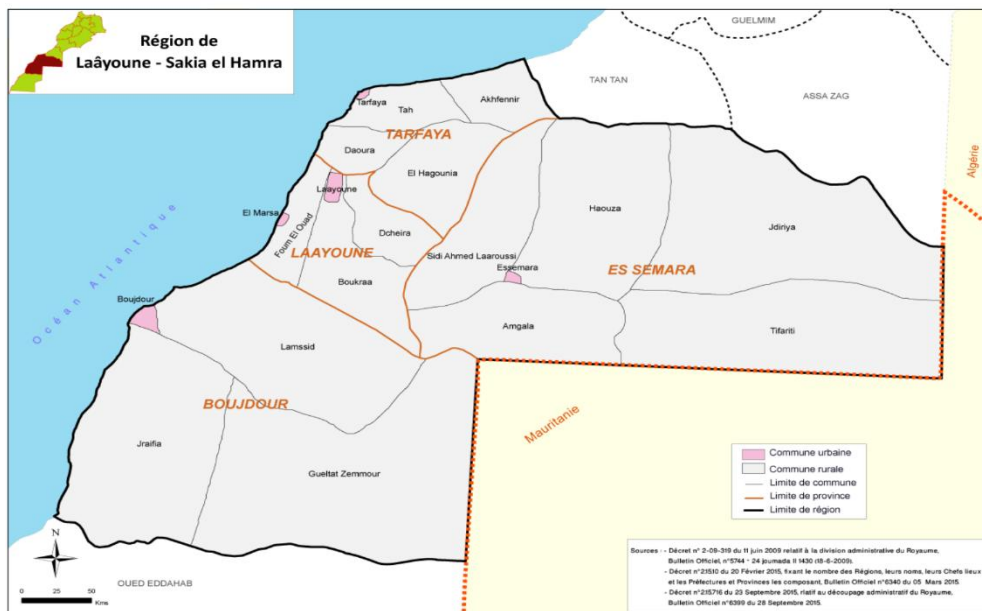 Région de
Laâyoune - Sakia el Hamra
GUELMIM
TAN TAN
ASSA ZAG
Algérie
Tarfaya
Tah
Akhfennir
TARFAYA
Daoura
El Hagounia
Laayoune
El Marsa
Foum El Ouad
Dcheira
LAAYOUNE
Boukraa
Haouza
Jdiriya
Sidi Ahmed Laaroussi
Essemara
ES SEMARA
Amgala
Tifariti
Océan Atlantique
Boujdour
Lamssid
BOUJDOUR
Jraifia
Gueltat Zemmour
Mauritanie
OUED EDDAHAB
N
0 25 50
Kms
Commune urbaine
Commune rurale
Limite de commune
Limite de province
Limite de région
Sources : - Décret n° 2-09-319 du 11 juin 2009 relatif à la division administrative du Royaume,
Bulletin Officiel, n°5744 - 24 joumada II 1430 (18-6-2009).
- Décret n°2.15.10 du 20 Février 2015, fixant le nombre des Régions, leurs noms, leurs Chefs lieux
et les Préfectures et Provinces les composant, Bulletin Officiel n°6340 du 05 Mars 2015.
- Décret n°2.15.716 du 23 Septembre 2015, rlatif au découpage administratif du Royaume,
Bulletin Officiel n°6399 du 28 Septembre 2015.